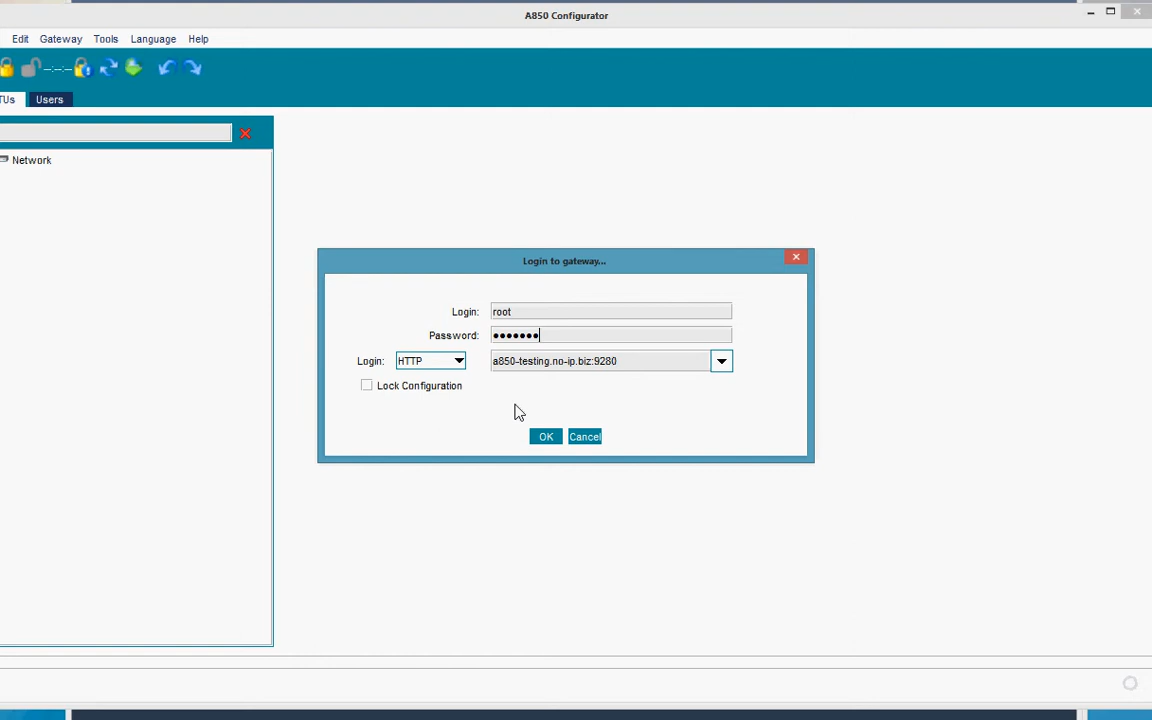 A850 Configurator
Edit Gateway Tools Language Help
--:--:--
TUs Users
Network
Login to gateway...
Login: root
Password: ●●●●●●●
Login: HTTP a850-testing.no-ip.biz:9280
Lock Configuration
OK Cancel